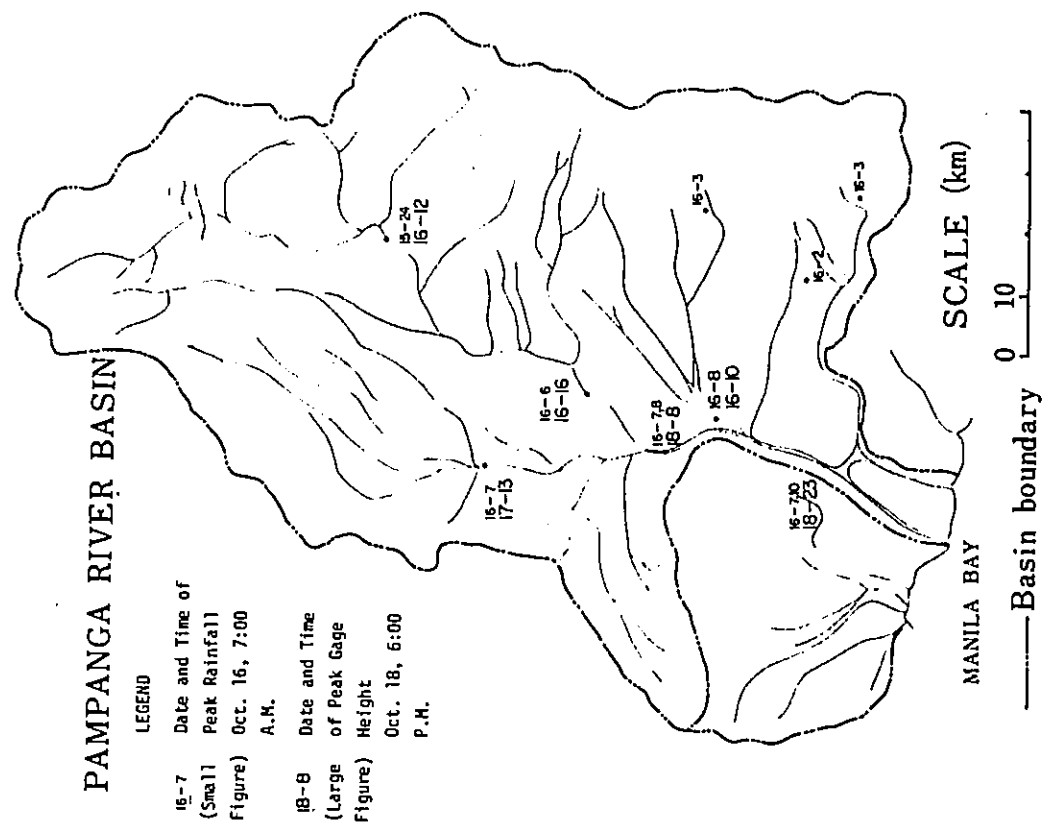 PAMPANGA RIVER BASIN
LEGEND
16-7 Date and Time of
(Small Peak Rainfall
Figure) Oct. 16, 7:00
A.M.
18-8 Date and Time
(Large of Peak Gage
Figure) Height
Oct. 18, 6:00
P.M.
15-24
16-12
16-7
17-13
16-6
16-16
16-7,8
18-8
16-8
16-10
16-3
16-2
16-3
16-7,10
18-23
MANILA BAY
SCALE (km)
0 10
Basin boundary